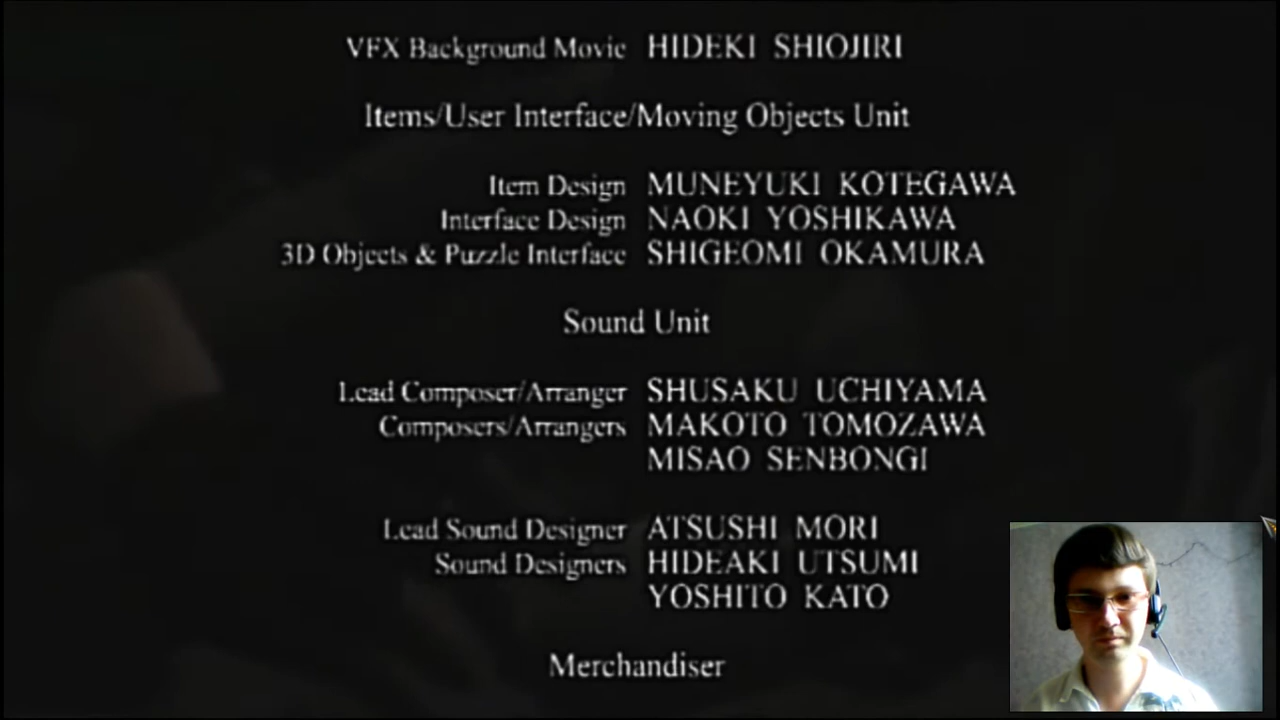 VFX Background Movie HIDEKI SHIOJIRI
Items/User Interface/Moving Objects Unit
Item Design MUNEYUKI KOTEGAWA
Interface Design NAOKI YOSHIKAWA
3D Objects & Puzzle Interface SHIGEOMI OKAMURA
Sound Unit
Lead Composer/Arranger SHUSAKU UCHIYAMA
Composers/Arrangers MAKOTO TOMOZAWA
MISAO SENBONGI
Lead Sound Designer ATSUSHI MORI
Sound Designers HIDEAKI UTSUMI
YOSHITO KATO
Merchandiser